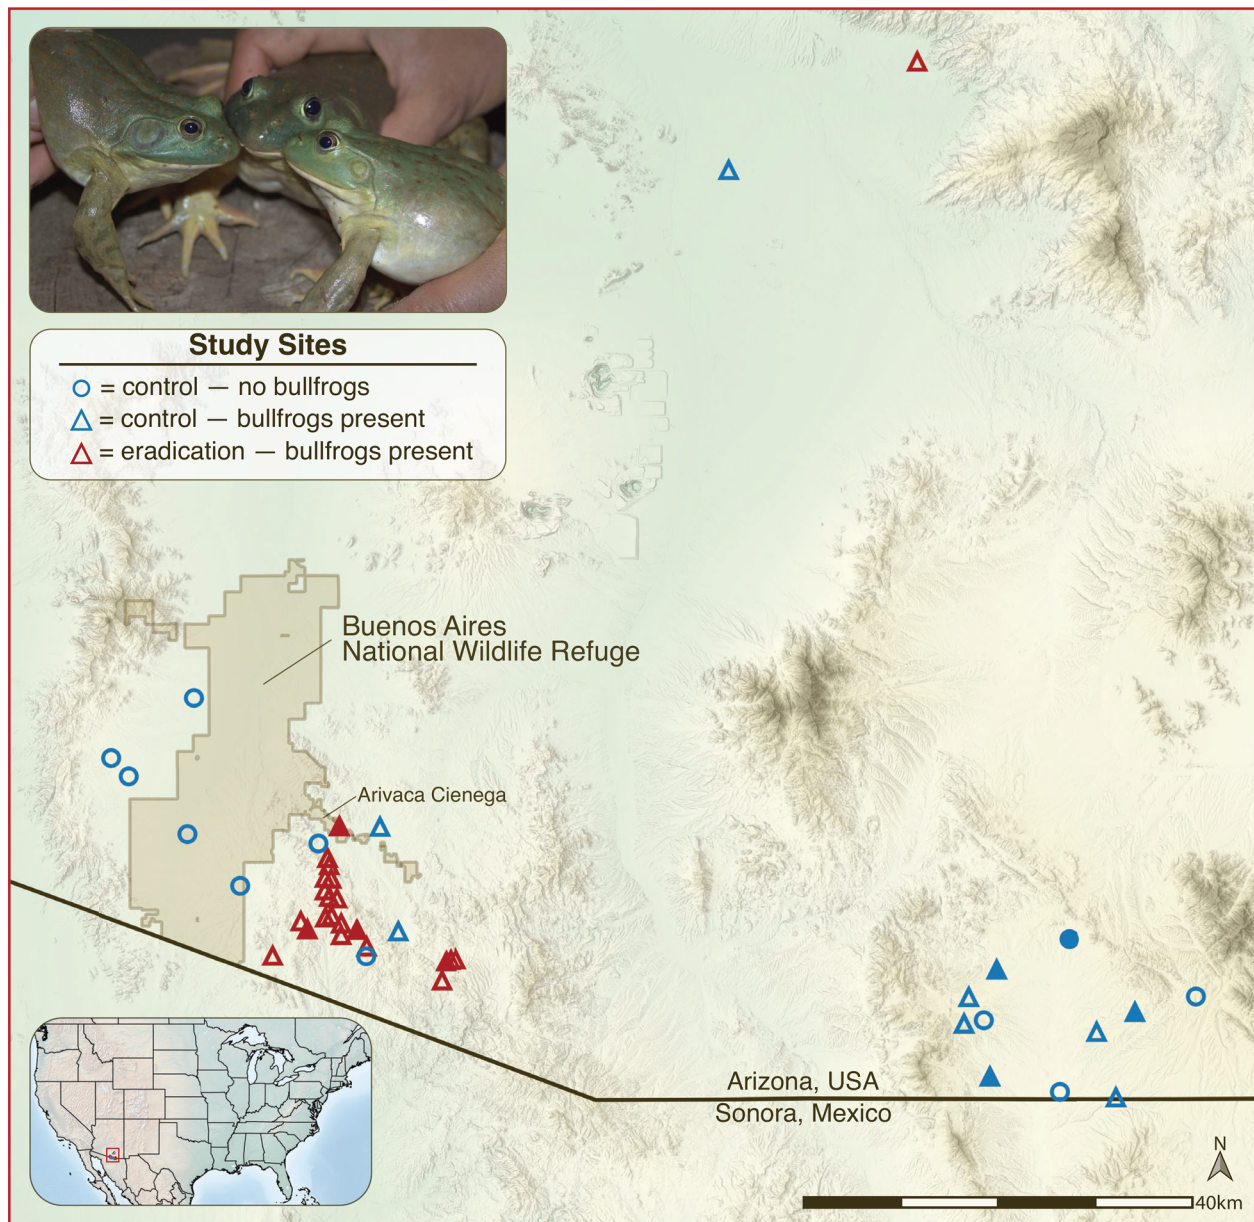 Study Sites
= control — no bullfrogs
= control — bullfrogs present
= eradication — bullfrogs present
Buenos Aires
National Wildlife Refuge
Arivaca Cienega
Arizona, USA
Sonora, Mexico
N
40km